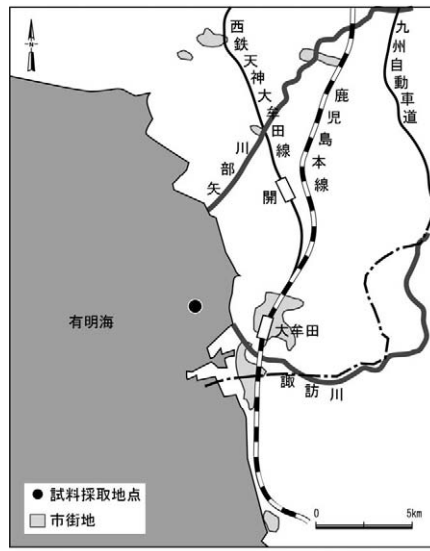 西鉄天神大牟田線
九州自動車道
鹿児島本線
矢部川
開
有明海
大牟田
諏訪川
試料採取地点
市街地
0 5km